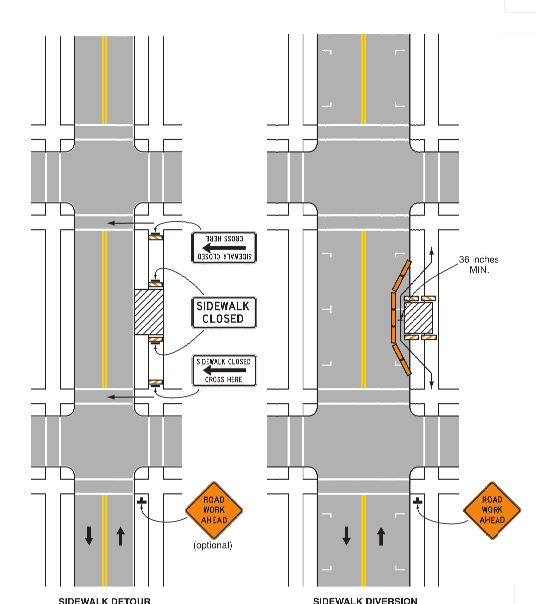 SIDEWALK CLOSED
CROSS HERE
36 inches
MIN.
SIDEWALK
CLOSED
SIDEWALK CLOSED
CROSS HERE
ROAD
WORK
AHEAD
(optional)
ROAD
WORK
AHEAD
SIDEWALK DETOUR
SIDEWALK DIVERSION